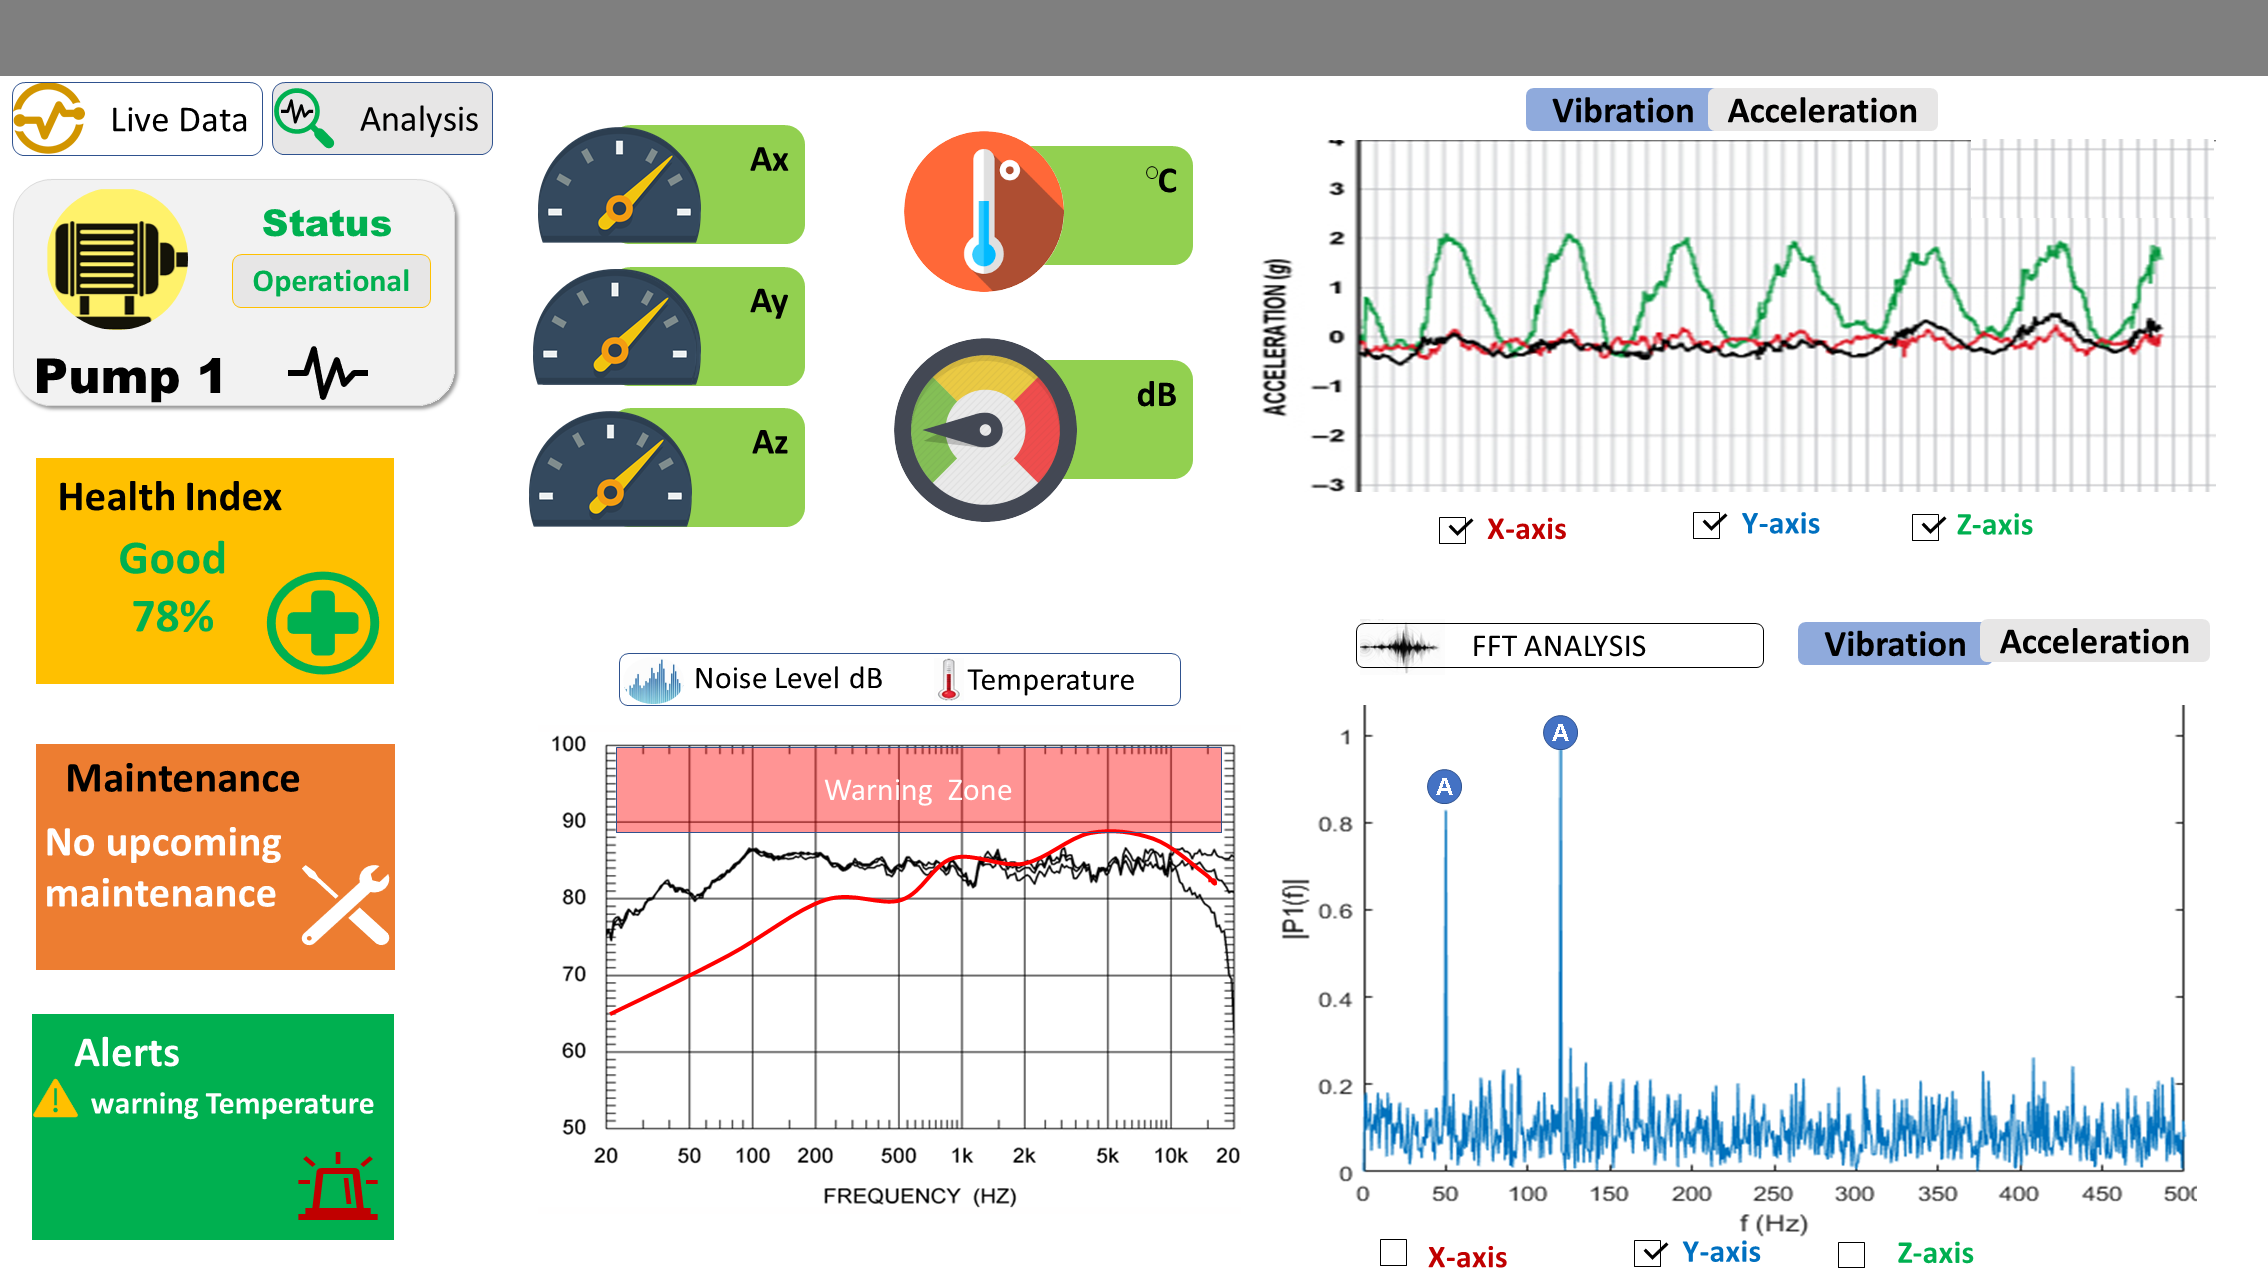 Live Data
Analysis
Status
Operational
Pump 1
Health Index
Good
78%
Maintenance
No upcoming
maintenance
Alerts
! warning Temperature
Ax
Ay
Az
°C
dB
Noise Level dB
Temperature
100
90
80
70
60
50
Warning Zone
20 50 100 200 500 1k 2k 5k 10k 20
FREQUENCY (HZ)
Vibration
Acceleration
ACCELERATION (g)
4
3
2
1
0
−1
−2
−3
X-axis
Y-axis
Z-axis
FFT ANALYSIS
Vibration
Acceleration
A
A
|P1(f)|
1
0.8
0.6
0.4
0.2
0
0 50 100 150 200 250 300 350 400 450 500
f (Hz)
X-axis
Y-axis
Z-axis